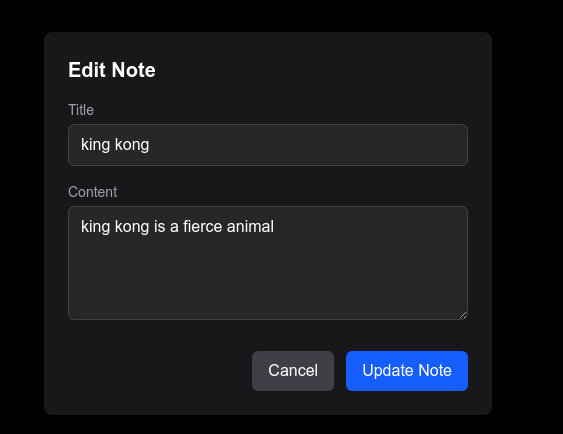 Edit Note
Title
king kong
Content
king kong is a fierce animal
Cancel
Update Note